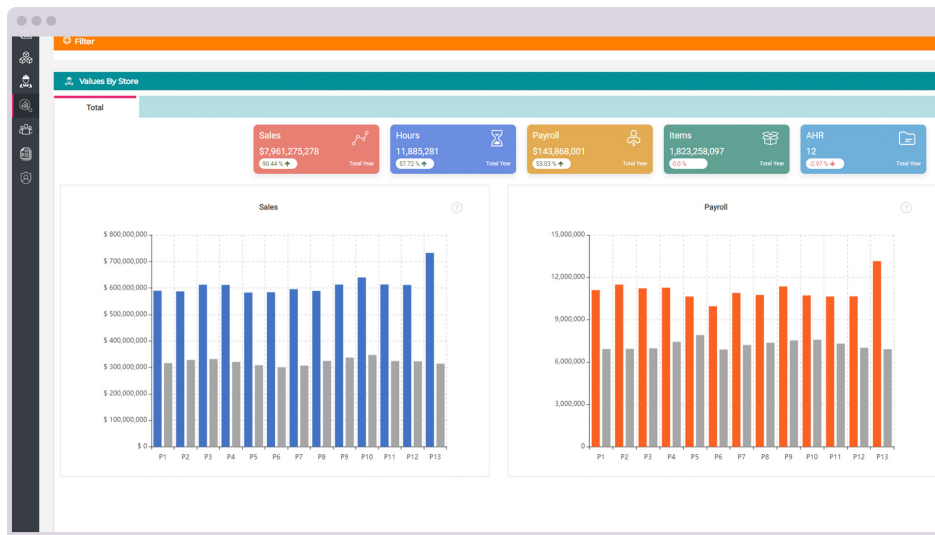 Filter
Values By Store
Total
Sales
$7,961,275,278
90.44 %
Total Year
Hours
11,885,281
57.72 %
Total Year
Payroll
$143,868,001
53.03 %
Total Year
Items
1,823,258,097
0.0 %
Total Year
AHR
12
-2.97 %
Total Year
Sales
?
$ 800,000,000
$ 700,000,000
$ 600,000,000
$ 500,000,000
$ 400,000,000
$ 300,000,000
$ 200,000,000
$ 100,000,000
$ 0
P1 P2 P3 P4 P5 P6 P7 P8 P9 P10 P11 P12 P13
Payroll
?
15,000,000
12,000,000
9,000,000
6,000,000
3,000,000
0
P1 P2 P3 P4 P5 P6 P7 P8 P9 P10 P11 P12 P13